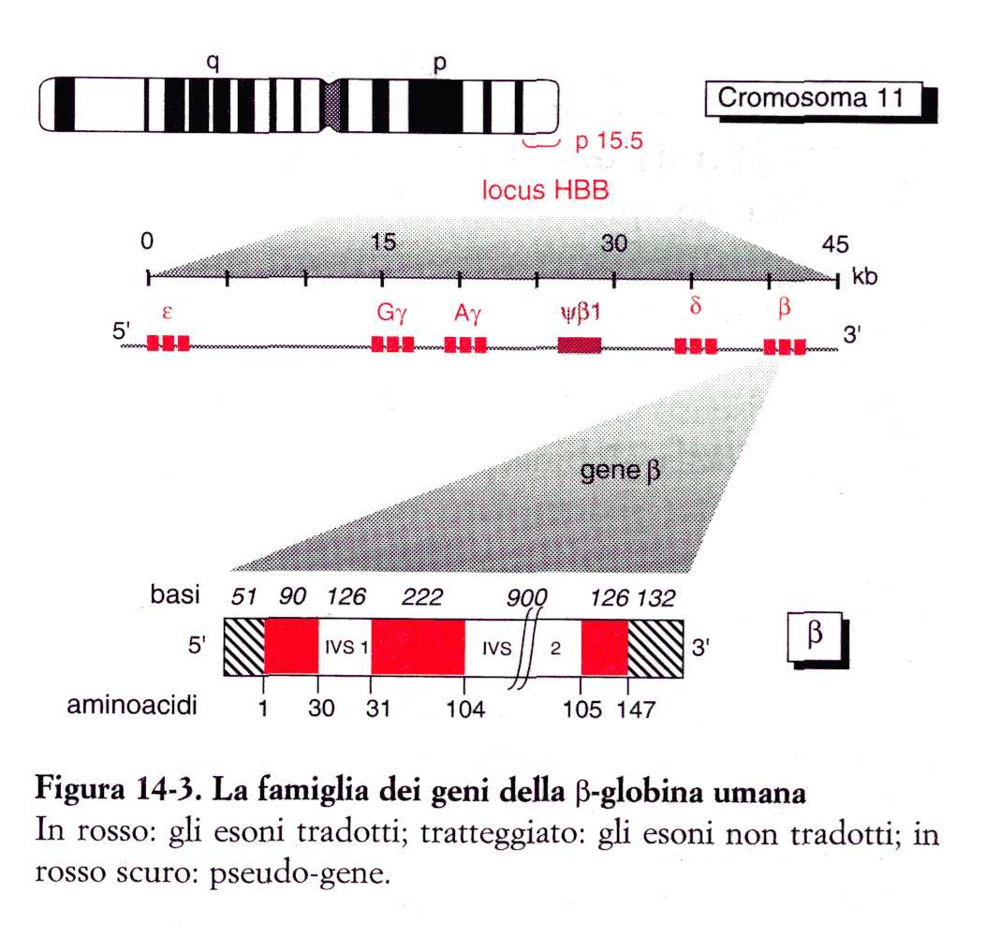 q p
Cromosoma 11
p 15.5
locus HBB
0 15 30 45
kb
ε Gγ Aγ ψβ1 δ β
5' 3'
gene β
basi 51 90 126 222 900 126 132
5' IVS 1 IVS 2 3'
β
aminoacidi 1 30 31 104 105 147
Figura 14-3. La famiglia dei geni della β-globina umana
In rosso: gli esoni tradotti; tratteggiato: gli esoni non tradotti; in
rosso scuro: pseudo-gene.